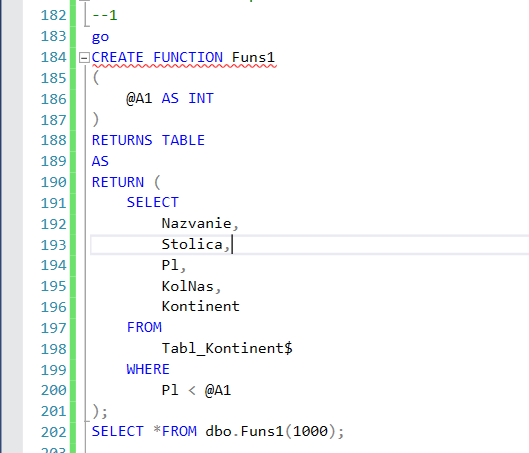 182 --1
183 go
184 CREATE FUNCTION Funs1
185 (
186 @A1 AS INT
187 )
188 RETURNS TABLE
189 AS
190 RETURN (
191 SELECT
192 Nazvanie,
193 Stolica,
194 Pl,
195 KolNas,
196 Kontinent
197 FROM
198 Tabl_Kontinent$
199 WHERE
200 Pl < @A1
201 );
202 SELECT *FROM dbo.Funs1(1000);
203